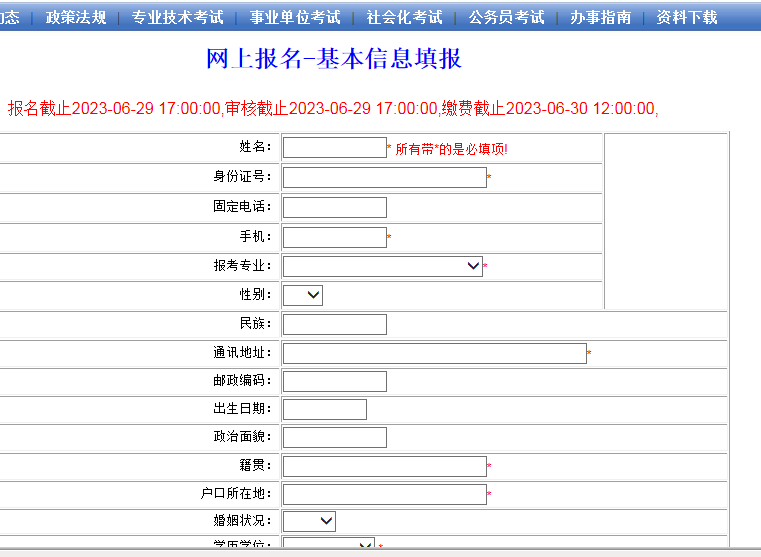 动态 | 政策法规 | 专业技术考试 | 事业单位考试 | 社会化考试 | 公务员考试 | 办事指南 | 资料下载
网上报名-基本信息填报
报名截止2023-06-29 17:00:00,审核截止2023-06-29 17:00:00,缴费截止2023-06-30 12:00:00,
姓名： * 所有带*的是必填项!
身份证号： *
固定电话：
手机： *
报考专业： *
性别：
民族：
通讯地址： *
邮政编码：
出生日期：
政治面貌：
籍贯： *
户口所在地： *
婚姻状况：
学历学位： *